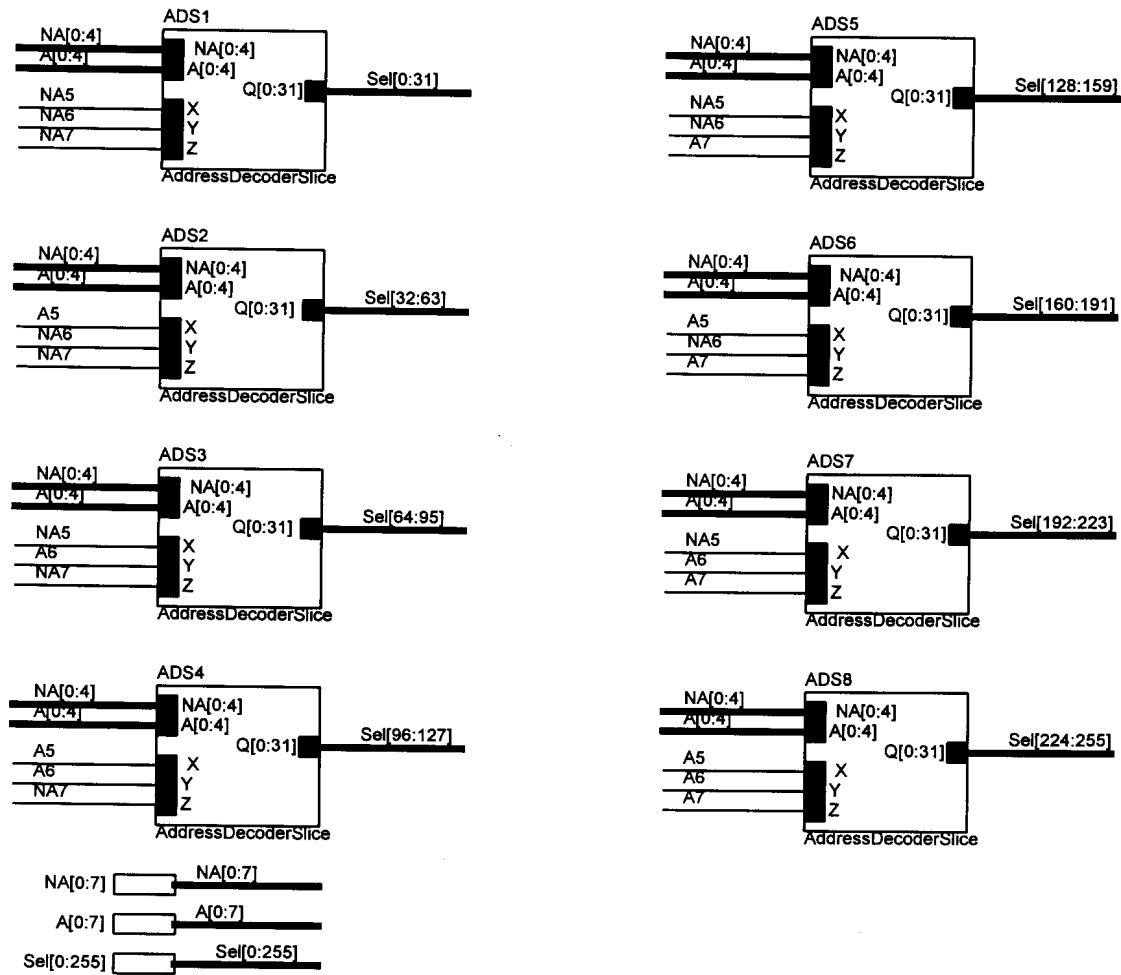 ADS1
NA[0:4]
A[0:4]
NA[0:4]
A[0:4]
Q[0:31]
Sel[0:31]
NA5
X
NA6
Y
NA7
Z
AddressDecoderSlice
ADS2
NA[0:4]
A[0:4]
NA[0:4]
A[0:4]
Q[0:31]
Sel[32:63]
A5
X
NA6
Y
NA7
Z
AddressDecoderSlice
ADS3
NA[0:4]
A[0:4]
NA[0:4]
A[0:4]
Q[0:31]
Sel[64:95]
NA5
X
A6
Y
NA7
Z
AddressDecoderSlice
ADS4
NA[0:4]
A[0:4]
NA[0:4]
A[0:4]
Q[0:31]
Sel[96:127]
A5
X
A6
Y
NA7
Z
AddressDecoderSlice
NA[0:7] NA[0:7]
A[0:7] A[0:7]
Sel[0:255] Sel[0:255]
ADS5
NA[0:4]
A[0:4]
NA[0:4]
A[0:4]
Q[0:31]
Sel[128:159]
NA5
X
NA6
Y
A7
Z
AddressDecoderSlice
ADS6
NA[0:4]
A[0:4]
NA[0:4]
A[0:4]
Q[0:31]
Sel[160:191]
A5
X
NA6
Y
A7
Z
AddressDecoderSlice
ADS7
NA[0:4]
A[0:4]
NA[0:4]
A[0:4]
Q[0:31]
Sel[192:223]
NA5
X
A6
Y
A7
Z
AddressDecoderSlice
ADS8
NA[0:4]
A[0:4]
NA[0:4]
A[0:4]
Q[0:31]
Sel[224:255]
A5
X
A6
Y
A7
Z
AddressDecoderSlice